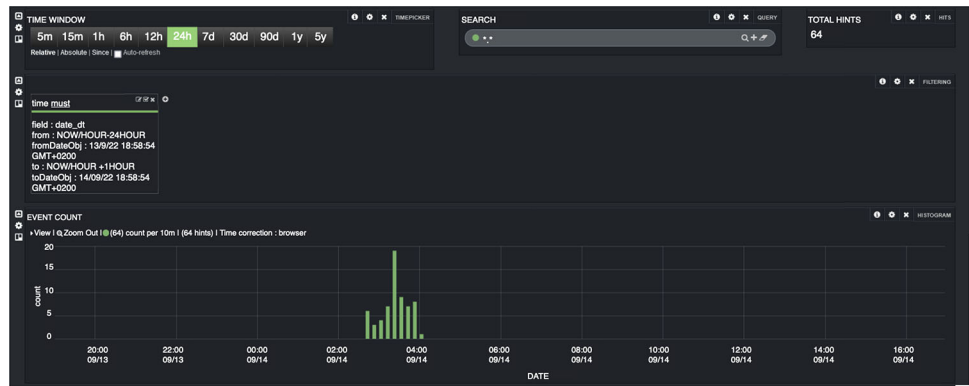 TIME WINDOW
TIMEPICKER
5m 15m 1h 6h 12h 24h 7d 30d 90d 1y 5y
Relative | Absolute | Since | Auto-refresh
SEARCH
QUERY
*:*
TOTAL HINTS
HITS
64
FILTERING
time must
field : date_dt
from : NOW/HOUR-24HOUR
fromDateObj : 13/9/22 18:58:54
GMT+0200
to : NOW/HOUR +1HOUR
toDateObj : 14/09/22 18:58:54
GMT+0200
EVENT COUNT
HISTOGRAM
View | Zoom Out | (64) count per 10m | (64 hints) | Time correction : browser
count
20
15
10
5
0
20:00 22:00 00:00 02:00 04:00 06:00 08:00 10:00 12:00 14:00 16:00
09/13 09/14 09/14 09/14 09/14 09/14 09/14 09/14 09/14 09/14 09/14
DATE